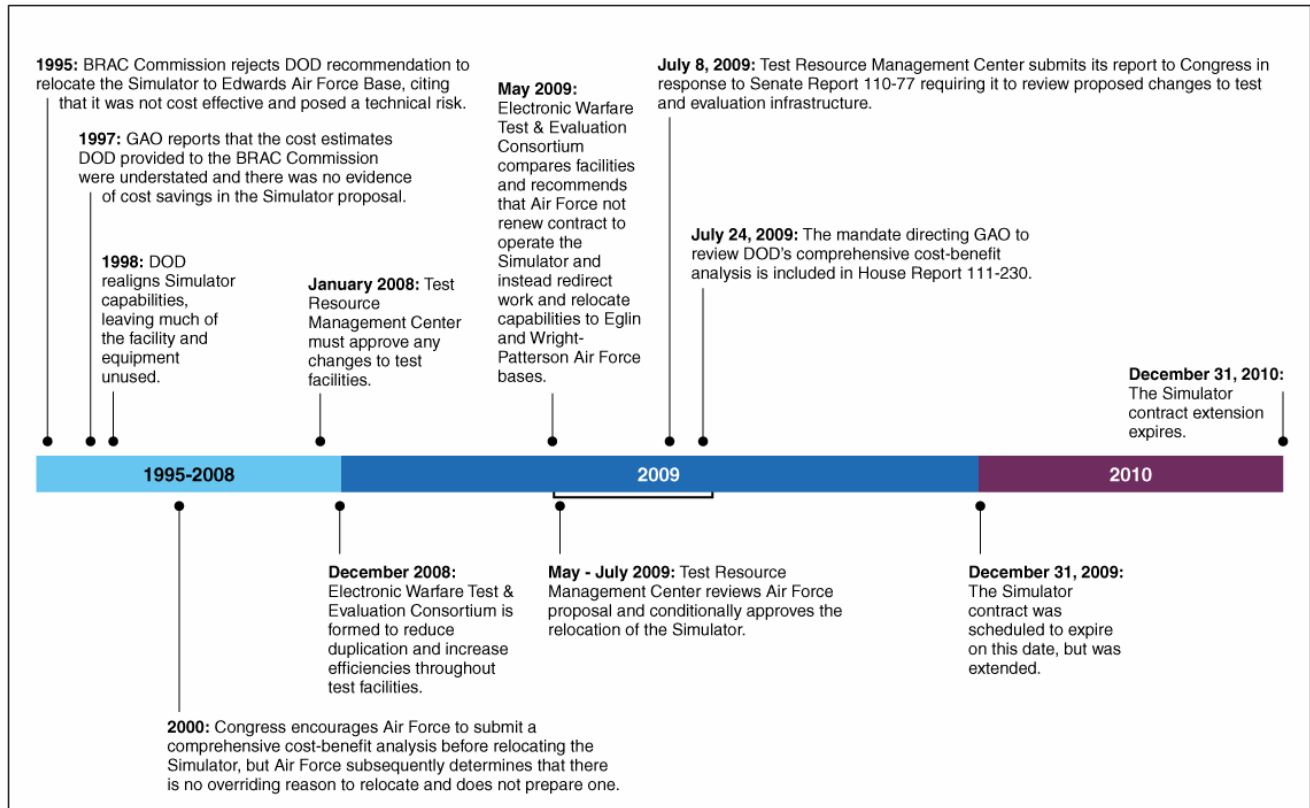 1995: BRAC Commission rejects DOD recommendation to
relocate the Simulator to Edwards Air Force Base, citing
that it was not cost effective and posed a technical risk.
1997: GAO reports that the cost estimates
DOD provided to the BRAC Commission
were understated and there was no evidence
of cost savings in the Simulator proposal.
1998: DOD
realigns Simulator
capabilities,
leaving much of
the facility and
equipment
unused.
January 2008: Test
Resource
Management Center
must approve any
changes to test
facilities.
May 2009:
Electronic Warfare
Test & Evaluation
Consortium
compares facilities
and recommends
that Air Force not
renew contract to
operate the
Simulator and
instead redirect
work and relocate
capabilities to Eglin
and Wright-
Patterson Air Force
bases.
July 8, 2009: Test Resource Management Center submits its report to Congress in
response to Senate Report 110-77 requiring it to review proposed changes to test
and evaluation infrastructure.
July 24, 2009: The mandate directing GAO to
review DOD's comprehensive cost-benefit
analysis is included in House Report 111-230.
December 31, 2010:
The Simulator
contract extension
expires.
1995-2008
2009
2010
December 2008:
Electronic Warfare Test &
Evaluation Consortium is
formed to reduce
duplication and increase
efficiencies throughout
test facilities.
May - July 2009: Test Resource
Management Center reviews Air Force
proposal and conditionally approves the
relocation of the Simulator.
December 31, 2009:
The Simulator
contract was
scheduled to expire
on this date, but was
extended.
2000: Congress encourages Air Force to submit a
comprehensive cost-benefit analysis before relocating the
Simulator, but Air Force subsequently determines that there
is no overriding reason to relocate and does not prepare one.